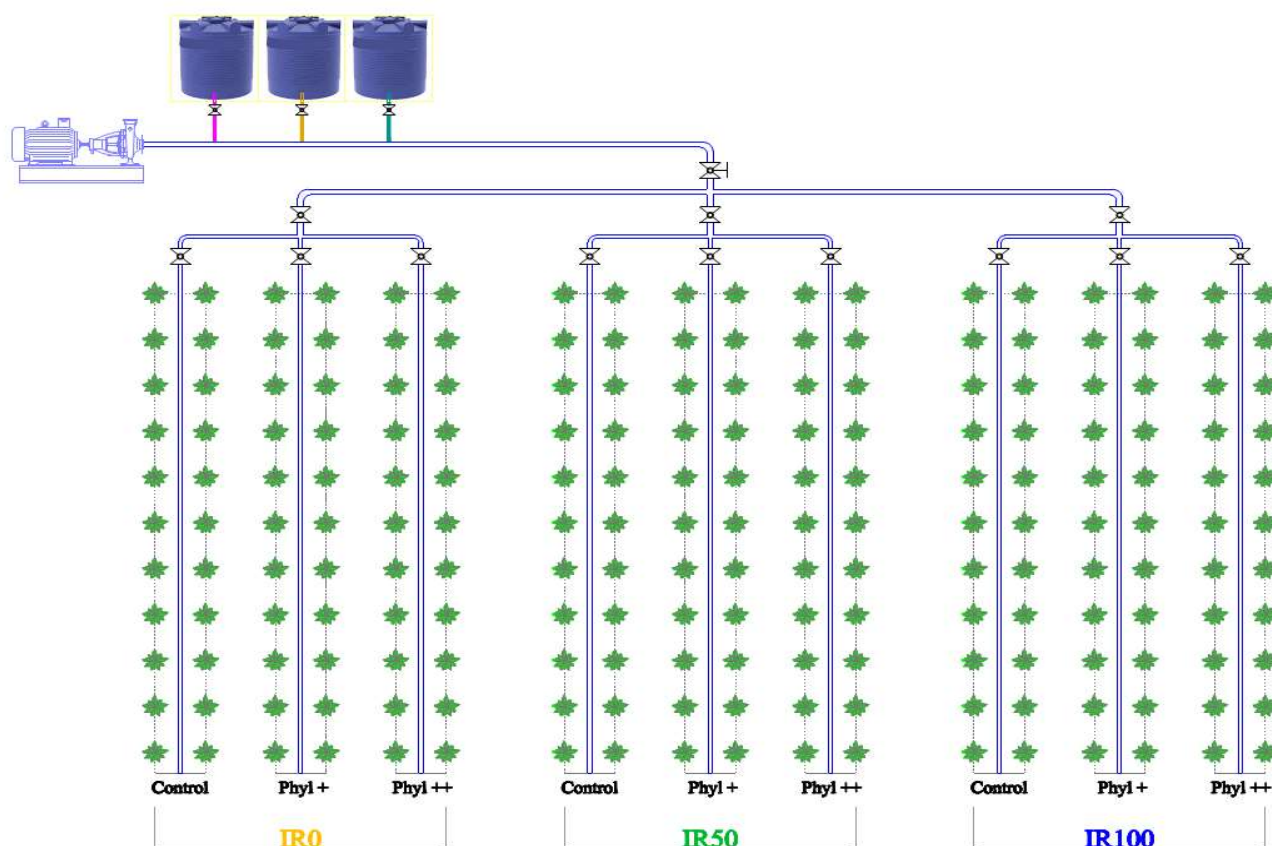 Control Phyl + Phyl ++ Control Phyl + Phyl ++ Control Phyl + Phyl ++
IR0 IR50 IR100